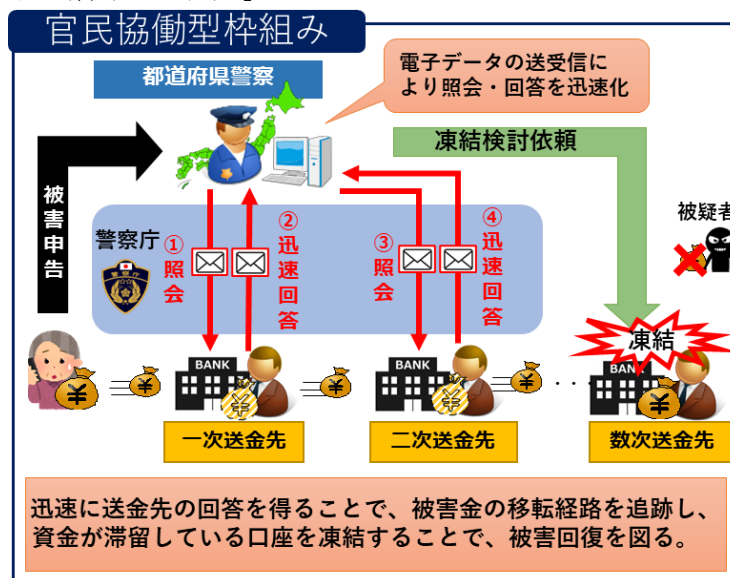 官民協働型枠組み
都道府県警察
電子データの送受信に
より照会・回答を迅速化
凍結検討依頼
被害申告
警察庁
①照会
②迅速回答
③照会
④迅速回答
被疑者
凍結
BANK
BANK
BANK
¥
¥
¥
¥
¥
¥
¥
・・・
一次送金先
二次送金先
数次送金先
迅速に送金先の回答を得ることで、被害金の移転経路を追跡し、
資金が滞留している口座を凍結することで、被害回復を図る。